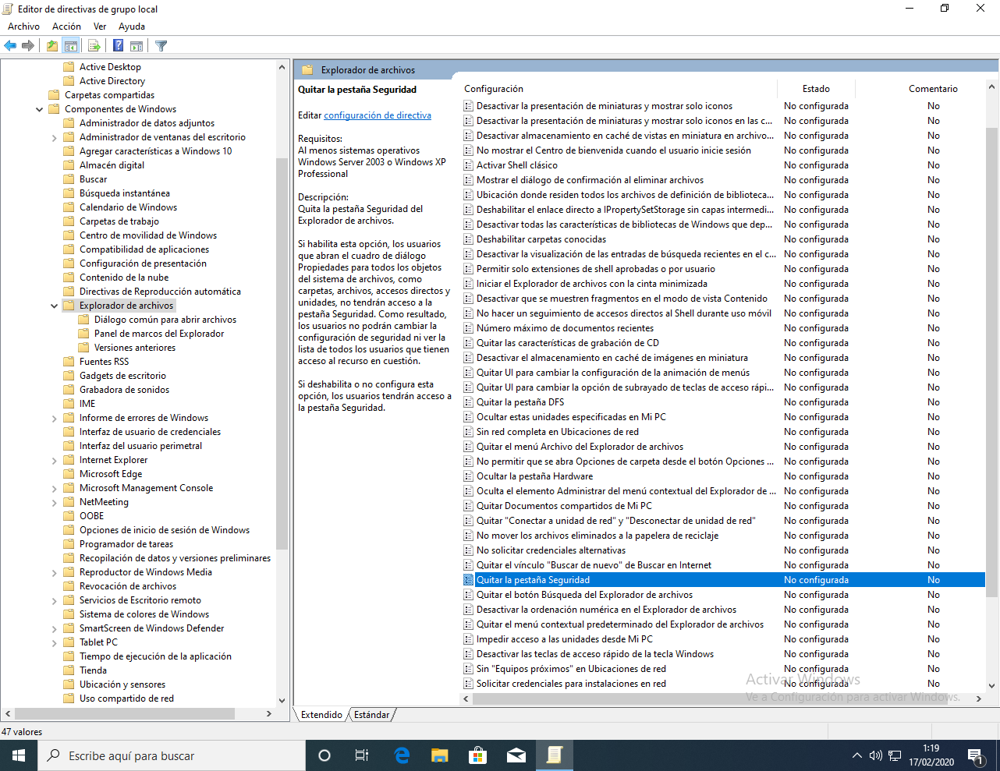 Editor de directivas de grupo local
Archivo Acción Ver Ayuda
Active Desktop
Active Directory
Carpetas compartidas
Componentes de Windows
Administrador de datos adjuntos
Administrador de ventanas del escritorio
Agregar características a Windows 10
Almacén digital
Buscar
Búsqueda instantánea
Calendario de Windows
Carpetas de trabajo
Centro de movilidad de Windows
Compatibilidad de aplicaciones
Configuración de presentación
Contenido de la nube
Directivas de Reproducción automática
Explorador de archivos
Diálogo común para abrir archivos
Panel de marcos del Explorador
Versiones anteriores
Fuentes RSS
Gadgets de escritorio
Grabadora de sonidos
IME
Informe de errores de Windows
Interfaz de usuario de credenciales
Interfaz del usuario perimetral
Internet Explorer
Microsoft Edge
Microsoft Management Console
NetMeeting
OOBE
Opciones de inicio de sesión de Windows
Programador de tareas
Recopilación de datos y versiones preliminares
Reproductor de Windows Media
Revocación de archivos
Servicios de Escritorio remoto
Sistema de colores de Windows
SmartScreen de Windows Defender
Tablet PC
Tiempo de ejecución de la aplicación
Tienda
Ubicación y sensores
Uso compartido de red
Explorador de archivos
Quitar la pestaña Seguridad
Editar configuración de directiva
Requisitos:
Al menos sistemas operativos
Windows Server 2003 o Windows XP
Professional
Descripción:
Quita la pestaña Seguridad del
Explorador de archivos.
Si habilita esta opción, los usuarios
que abran el cuadro de diálogo
Propiedades para todos los objetos
del sistema de archivos, como
carpetas, archivos, accesos directos y
unidades, no tendrán acceso a la
pestaña Seguridad. Como resultado,
los usuarios no podrán cambiar la
configuración de seguridad ni ver la
lista de todos los usuarios que tienen
acceso al recurso en cuestión.
Si deshabilita o no configura esta
opción, los usuarios tendrán acceso a
la pestaña Seguridad.
Configuración Estado Comentario
Desactivar la presentación de miniaturas y mostrar solo iconos No configurada No
Desactivar la presentación de miniaturas y mostrar solo iconos en las c... No configurada No
Desactivar almacenamiento en caché de vistas en miniatura en archivo... No configurada No
No mostrar el Centro de bienvenida cuando el usuario inicie sesión No configurada No
Activar Shell clásico No configurada No
Mostrar el diálogo de confirmación al eliminar archivos No configurada No
Ubicación donde residen todos los archivos de definición de biblioteca... No configurada No
Deshabilitar el enlace directo a IPropertySetStorage sin capas intermedi... No configurada No
Desactivar todas las características de bibliotecas de Windows que dep... No configurada No
Deshabilitar carpetas conocidas No configurada No
Desactivar la visualización de las entradas de búsqueda recientes en el c... No configurada No
Permitir solo extensiones de shell aprobadas o por usuario No configurada No
Iniciar el Explorador de archivos con la cinta minimizada No configurada No
Desactivar que se muestren fragmentos en el modo de vista Contenido No configurada No
No hacer un seguimiento de accesos directos al Shell durante uso móvil No configurada No
Número máximo de documentos recientes No configurada No
Quitar las características de grabación de CD No configurada No
Desactivar el almacenamiento en caché de imágenes en miniatura No configurada No
Quitar UI para cambiar la configuración de la animación de menús No configurada No
Quitar UI para cambiar la opción de subrayado de teclas de acceso rápi... No configurada No
Quitar la pestaña DFS No configurada No
Ocultar estas unidades especificadas en Mi PC No configurada No
Sin red completa en Ubicaciones de red No configurada No
Quitar el menú Archivo del Explorador de archivos No configurada No
No permitir que se abra Opciones de carpeta desde el botón Opciones ... No configurada No
Ocultar la pestaña Hardware No configurada No
Oculta el elemento Administrar del menú contextual del Explorador de ... No configurada No
Quitar Documentos compartidos de Mi PC No configurada No
Quitar "Conectar a unidad de red" y "Desconectar de unidad de red" No configurada No
No mover los archivos eliminados a la papelera de reciclaje No configurada No
No solicitar credenciales alternativas No configurada No
Quitar el vínculo "Buscar de nuevo" de Buscar en Internet No configurada No
Quitar la pestaña Seguridad No configurada No
Quitar el botón Búsqueda del Explorador de archivos No configurada No
Desactivar la ordenación numérica en el Explorador de archivos No configurada No
Quitar el menú contextual predeterminado del Explorador de archivos No configurada No
Impedir acceso a las unidades desde Mi PC No configurada No
Desactivar las teclas de acceso rápido de la tecla Windows No configurada No
Sin "Equipos próximos" en Ubicaciones de red No configurada No
Solicitar credenciales para instalaciones en red No configurada No
Activar Windows
Ve a Configuración para activar Windows.
Extendido Estándar
47 valores
Escribe aquí para buscar
1:19
17/02/2020
1